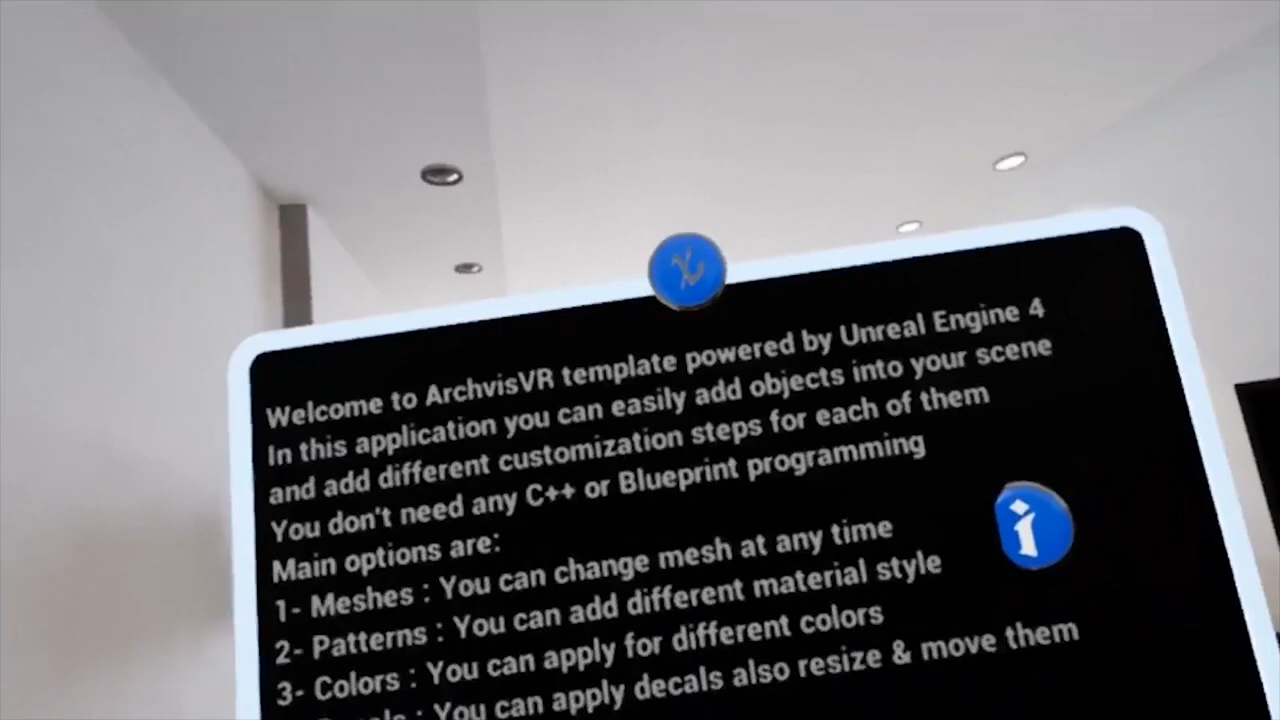 Welcome to ArchvisVR template powered by Unreal Engine 4
In this application you can easily add objects into your scene
and add different customization steps for each of them
You don't need any C++ or Blueprint programming
Main options are:
1- Meshes : You can change mesh at any time
2- Patterns : You can add different material style
3- Colors : You can apply for different colors
: You can apply decals also resize & move them
i